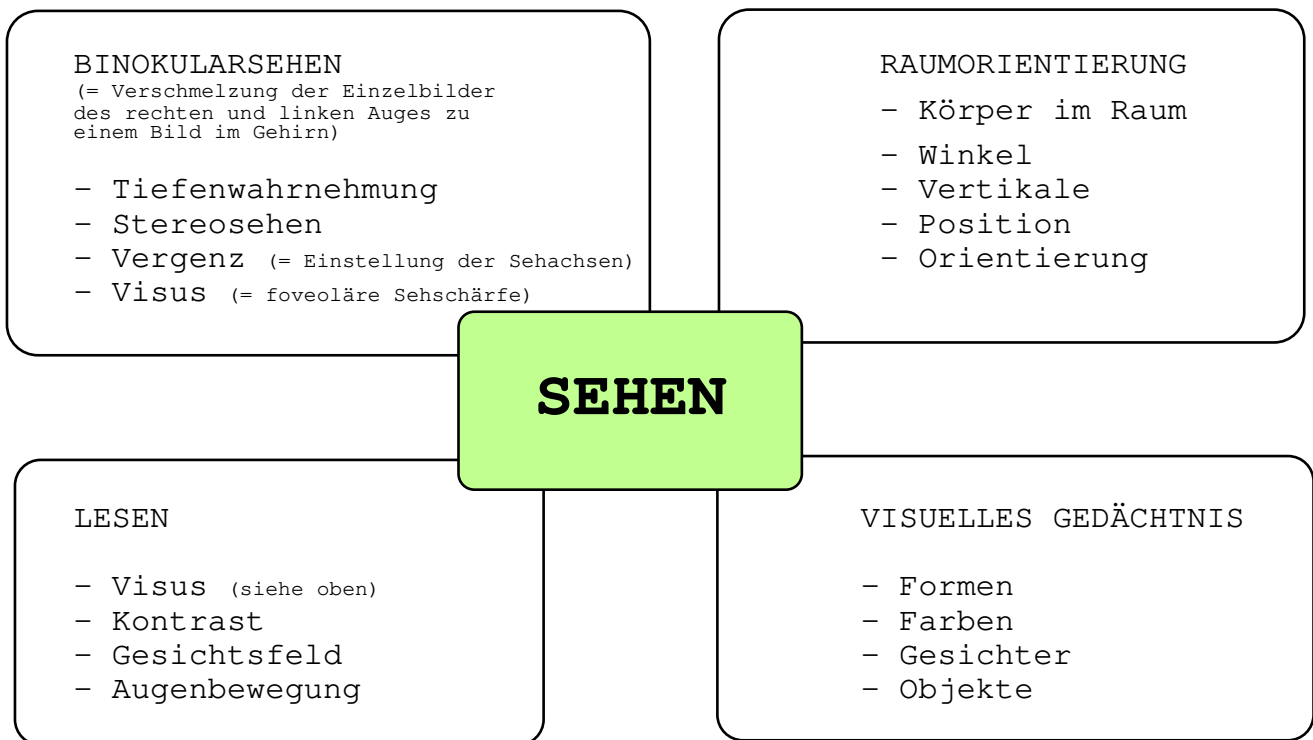 BINOKULARSEHEN
(= Verschmelzung der Einzelbilder
des rechten und linken Auges zu
einem Bild im Gehirn)
- Tiefenwahrnehmung
- Stereosehen
- Vergenz (= Einstellung der Sehachsen)
- Visus (= foveoläre Sehschärfe)
RAUMORIENTIERUNG
- Körper im Raum
- Winkel
- Vertikale
- Position
- Orientierung
SEHEN
LESEN
- Visus (siehe oben)
- Kontrast
- Gesichtsfeld
- Augenbewegung
VISUELLES GEDÄCHTNIS
- Formen
- Farben
- Gesichter
- Objekte